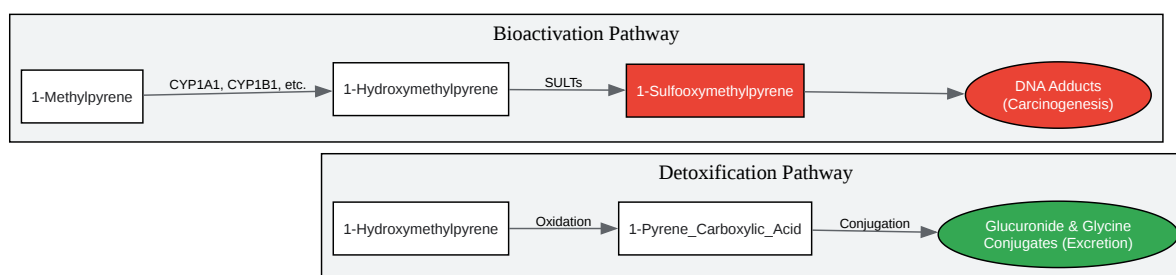 Bioactivation Pathway
1-Methylpyrene
CYP1A1, CYP1B1, etc.
1-Hydroxymethylpyrene
SULTs
1-Sulfooxymethylpyrene
DNA Adducts
(Carcinogenesis)
Detoxification Pathway
1-Hydroxymethylpyrene
Oxidation
1-Pyrene_Carboxylic_Acid
Conjugation
Glucuronide & Glycine
Conjugates (Excretion)